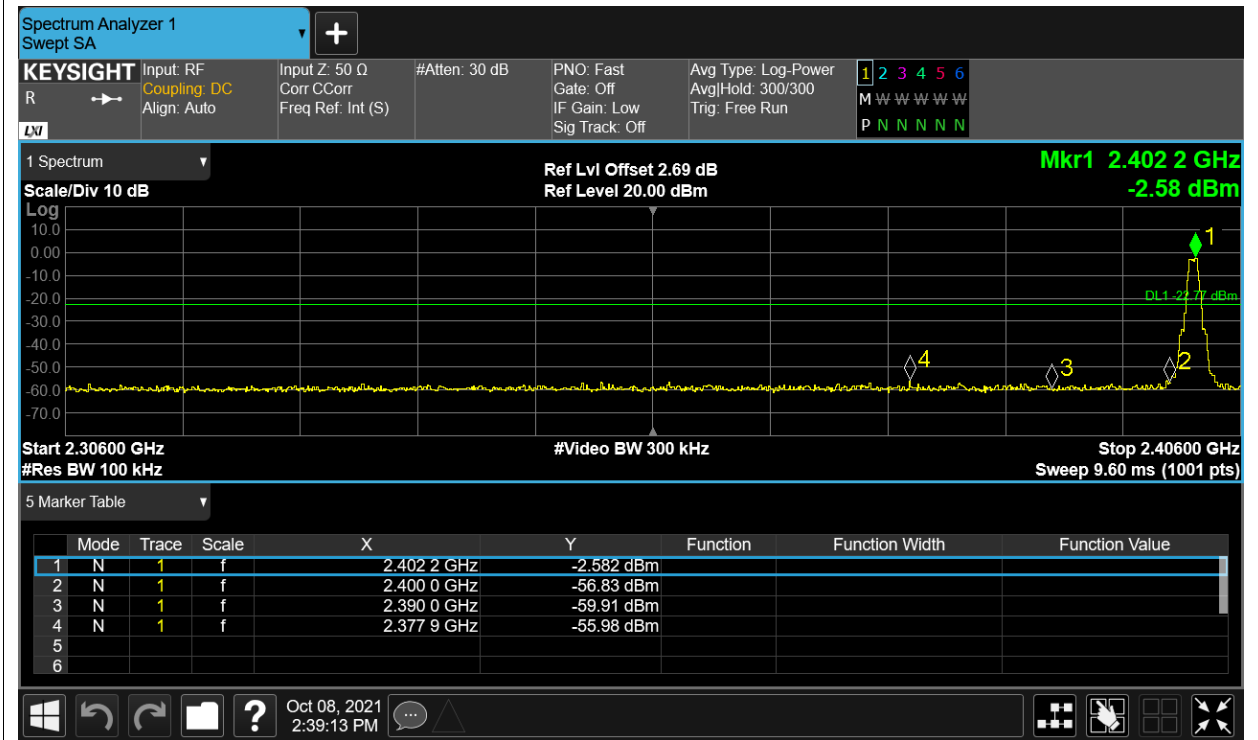 Spectrum Analyzer 1
Swept SA
KEYSIGHT
R
LXI
Input: RF
Coupling: DC
Align: Auto
Input Z: 50 Ω
Corr CCorr
Freq Ref: Int (S)
#Atten: 30 dB
PNO: Fast
Gate: Off
IF Gain: Low
Sig Track: Off
Avg Type: Log-Power
Avg|Hold: 300/300
Trig: Free Run
1 2 3 4 5 6
M W W W W W
P N N N N N
1 Spectrum
Scale/Div 10 dB
Ref Lvl Offset 2.69 dB
Ref Level 20.00 dBm
Mkr1 2.402 2 GHz
-2.58 dBm
Log
10.0
0.00
-10.0
-20.0
-30.0
-40.0
-50.0
-60.0
-70.0
1
DL1 -22.77 dBm
4
3
2
Start 2.30600 GHz
#Res BW 100 kHz
#Video BW 300 kHz
Stop 2.40600 GHz
Sweep 9.60 ms (1001 pts)
5 Marker Table
Mode Trace Scale X Y Function Function Width Function Value
1 N 1 f 2.402 2 GHz -2.582 dBm
2 N 1 f 2.400 0 GHz -56.83 dBm
3 N 1 f 2.390 0 GHz -59.91 dBm
4 N 1 f 2.377 9 GHz -55.98 dBm
5
6
?
Oct 08, 2021
2:39:13 PM